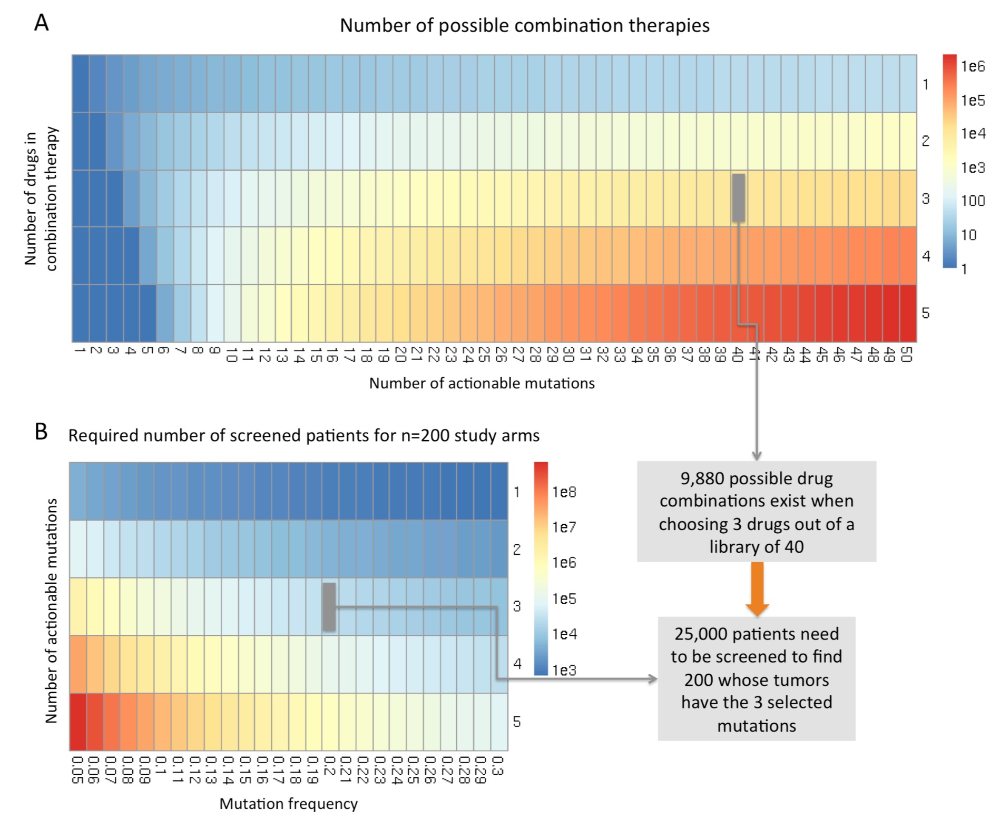 A
Number of possible combination therapies
Number of drugs in
combination therapy
1
2
3
4
5
1e6
1e5
1e4
1e3
100
10
1
1 2 3 4 5 6 7 8 9 10 11 12 13 14 15 16 17 18 19 20 21 22 23 24 25 26 27 28 29 30 31 32 33 34 35 36 37 38 39 40 41 42 43 44 45 46 47 48 49 50
Number of actionable mutations
B
Required number of screened patients for n=200 study arms
Number of actionable mutations
1
2
3
4
5
1e8
1e7
1e6
1e5
1e4
1e3
0.05 0.06 0.07 0.08 0.09 0.1 0.11 0.12 0.13 0.14 0.15 0.16 0.17 0.18 0.19 0.2 0.21 0.22 0.23 0.24 0.25 0.26 0.27 0.28 0.29 0.3
Mutation frequency
9,880 possible drug
combinations exist when
choosing 3 drugs out of a
library of 40
25,000 patients need
to be screened to find
200 whose tumors
have the 3 selected
mutations